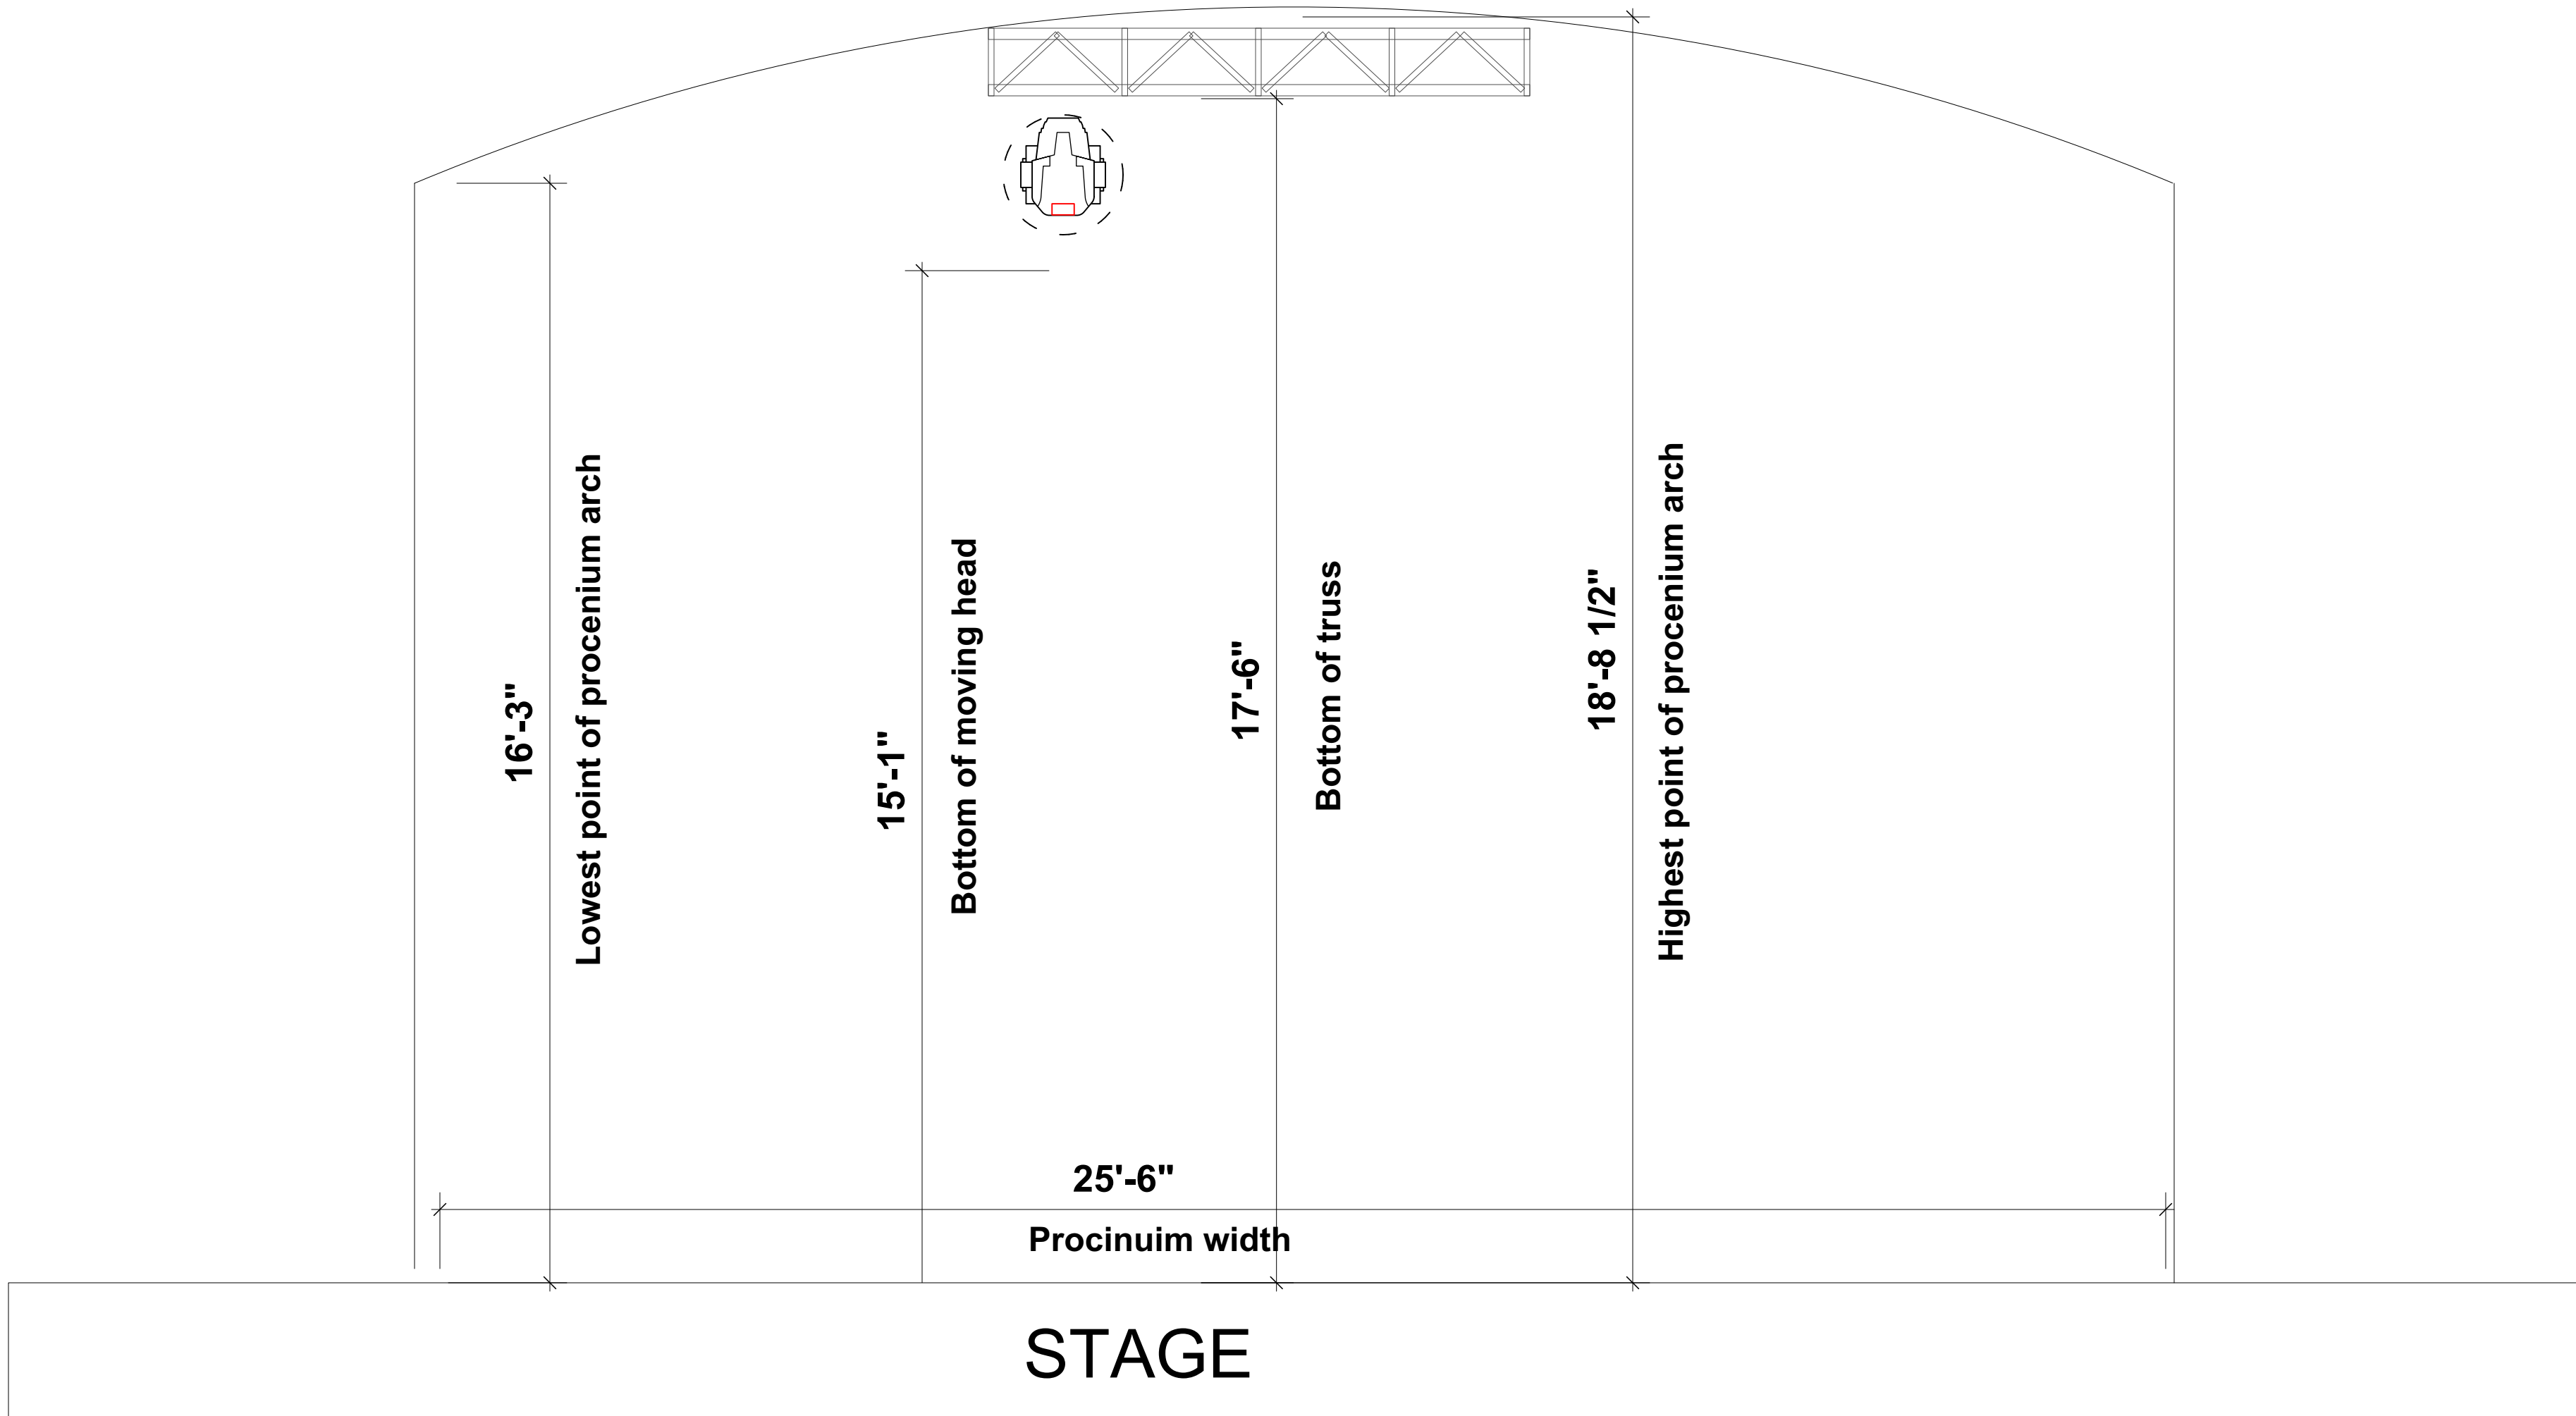 16'-3"
Lowest point of procenium arch
15'-1"
Bottom of moving head
17'-6"
Bottom of truss
18'-8 1/2"
Highest point of procenium arch
25'-6"
Procinuim width
STAGE